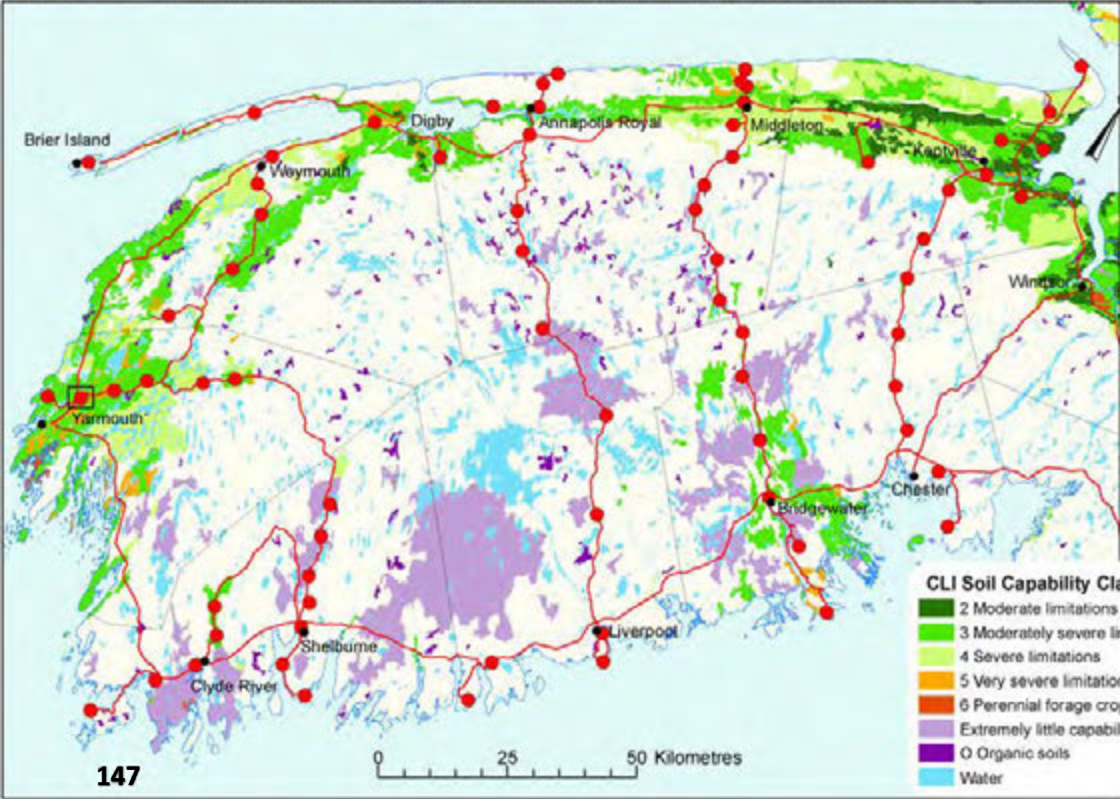 Brier Island
Digby
Annapolis Royal
Middleton
Kentville
Weymouth
Windsor
Yarmouth
Chester
Bridgewater
Liverpool
Shelburne
Clyde River
CLI Soil Capability Cla
2 Moderate limitations
3 Moderately severe li
4 Severe limitations
5 Very severe limitation
6 Perennial forage cro
Extremely little capabil
O Organic soils
Water
0 25 50 Kilometres
147